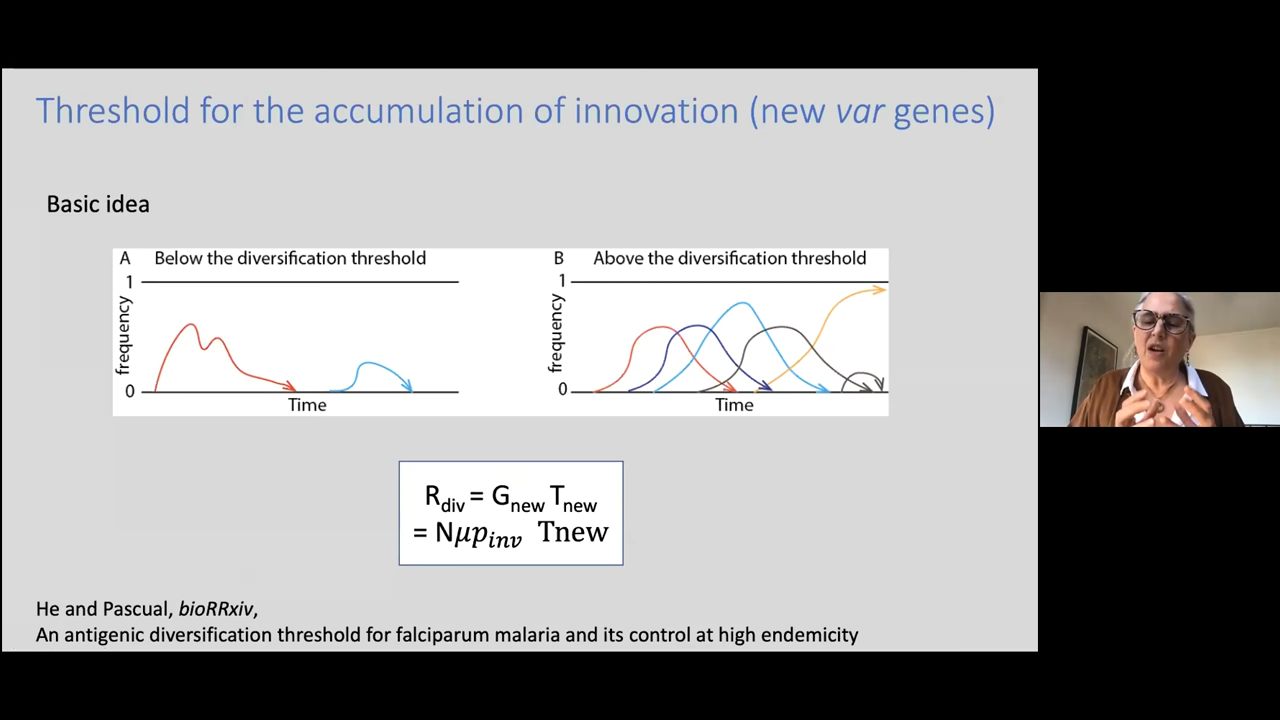 Threshold for the accumulation of innovation (new var genes)
Basic idea
A Below the diversification threshold
1
frequency
0
Time
B Above the diversification threshold
1
frequency
0
Time
Rdiv = Gnew Tnew
= Nμpinv Tnew
He and Pascual, bioRRxiv,
An antigenic diversification threshold for falciparum malaria and its control at high endemicity